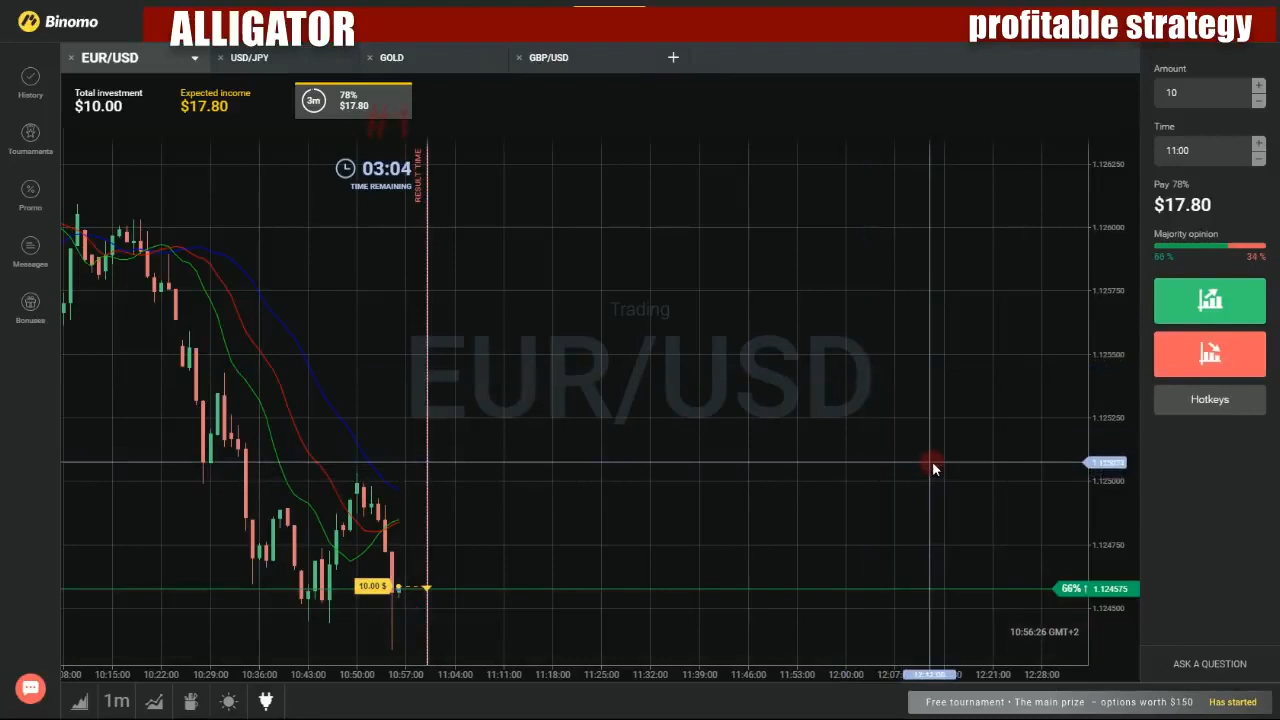 Binomo
ALLIGATOR
profitable strategy
EUR/USD
USD/JPY
GOLD
GBP/USD
Total investment
$10.00
Expected income
$17.80
3m
78%
$17.80
#1
03:04
TIME REMAINING
RESULT TIME
History
Tournaments
Promo
Messages
Bonuses
Trading
EUR/USD
1.126250
1.126000
1.125750
1.125500
1.125250
1.125000
1.124750
1.124500
10.00 $
66% ↑ 1.124575
10:56:26 GMT+2
10:15:00 10:22:00 10:29:00 10:36:00 10:43:00 10:50:00 10:57:00 11:04:00 11:11:00 11:18:00 11:25:00 11:32:00 11:39:00 11:46:00 11:53:00 12:00:00 12:21:00 12:28:00
1m
Amount
10
Time
11:00
Pay 78%
$17.80
Majority opinion
34 %
Hotkeys
ASK A QUESTION
Free tournament • The main prize – options worth $150 Has started